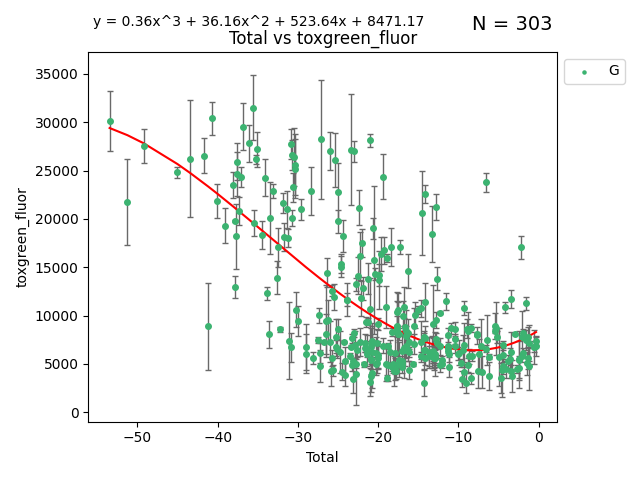 y = 0.36x^3 + 36.16x^2 + 523.64x + 8471.17
N = 303
Total vs toxgreen_fluor
G
35000
30000
25000
20000
15000
10000
5000
0
toxgreen_fluor
−50 −40 −30 −20 −10 0
Total